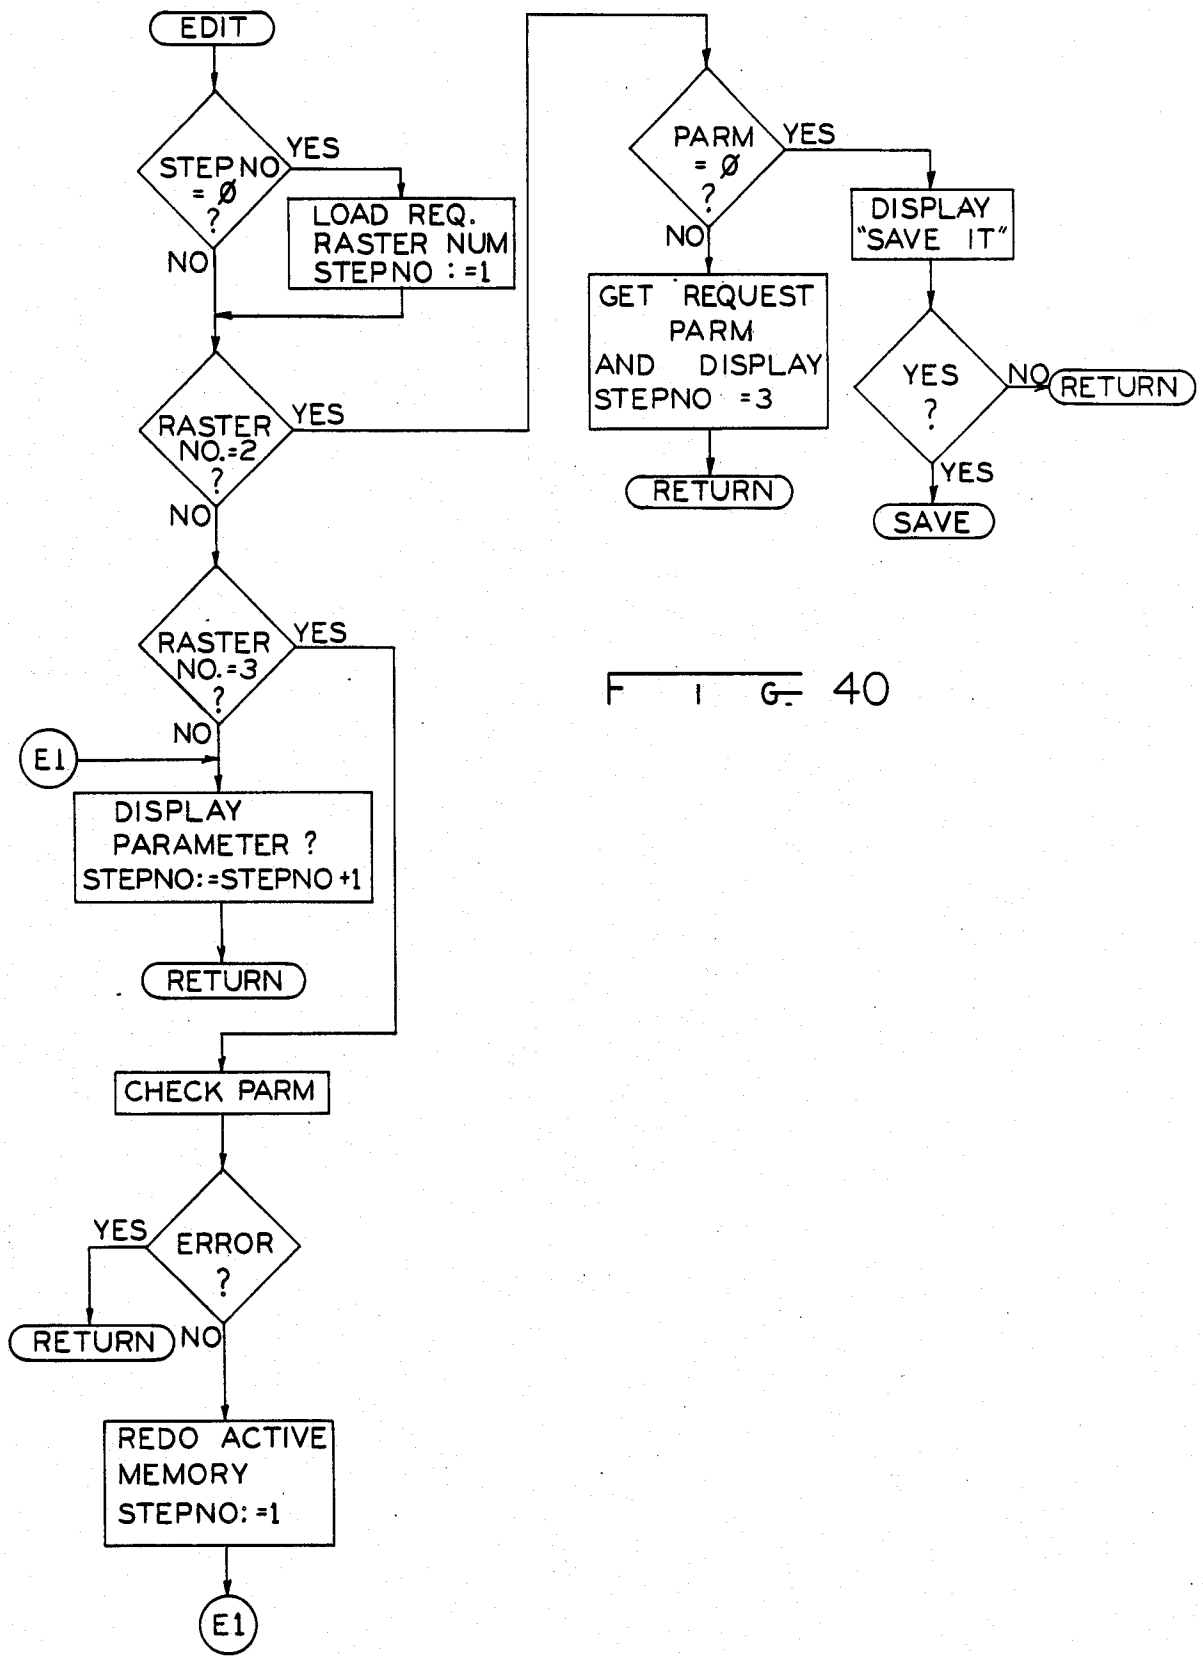 EDIT
STEPNO
= Ø
?
YES
NO
LOAD REQ.
RASTER NUM
STEPNO :=1
RASTER
NO.=2
?
YES
NO
RASTER
NO.=3
?
YES
NO
E1
DISPLAY
PARAMETER ?
STEPNO:=STEPNO+1
RETURN
CHECK PARM
ERROR
?
YES
RETURN
NO
REDO ACTIVE
MEMORY
STEPNO:=1
E1
PARM
= Ø
?
YES
NO
GET REQUEST
PARM
AND DISPLAY
STEPNO =3
RETURN
DISPLAY
"SAVE IT"
YES
?
NO
RETURN
YES
SAVE
FIG. 40